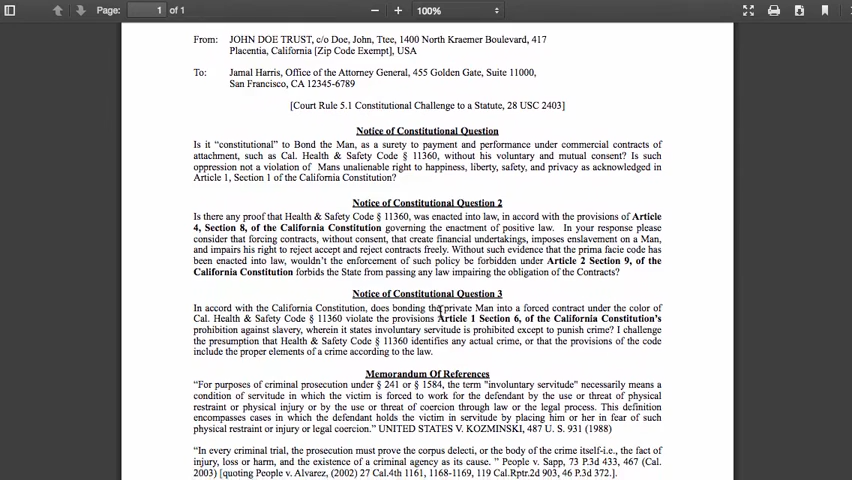 Page: 1 of 1
100%
From: JOHN DOE TRUST, c/o Doe, John, Ttee, 1400 North Kraemer Boulevard, 417
Placentia, California [Zip Code Exempt], USA
To: Jamal Harris, Office of the Attorney General, 455 Golden Gate, Suite 11000,
San Francisco, CA 12345-6789
[Court Rule 5.1 Constitutional Challenge to a Statute, 28 USC 2403]
Notice of Constitutional Question
Is it “constitutional” to Bond the Man, as a surety to payment and performance under commercial contracts of
attachment, such as Cal. Health & Safety Code § 11360, without his voluntary and mutual consent? Is such
oppression not a violation of Mans unalienable right to happiness, liberty, safety, and privacy as acknowledged in
Article 1, Section 1 of the California Constitution?
Notice of Constitutional Question 2
Is there any proof that Health & Safety Code § 11360, was enacted into law, in accord with the provisions of Article
4, Section 8, of the California Constitution governing the enactment of positive law. In your response please
consider that forcing contracts, without consent, that create financial undertakings, imposes enslavement on a Man,
and impairs his right to reject accept and reject contracts freely. Without such evidence that the prima facie code has
been enacted into law, wouldn't the enforcement of such policy be forbidden under Article 2 Section 9, of the
California Constitution forbids the State from passing any law impairing the obligation of the Contracts?
Notice of Constitutional Question 3
In accord with the California Constitution, does bonding the private Man into a forced contract under the color of
Cal. Health & Safety Code § 11360 violate the provisions Article 1 Section 6, of the California Constitution's
prohibition against slavery, wherein it states involuntary servitude is prohibited except to punish crime? I challenge
the presumption that Health & Safety Code § 11360 identifies any actual crime, or that the provisions of the code
include the proper elements of a crime according to the law.
Memorandum Of References
“For purposes of criminal prosecution under § 241 or § 1584, the term "involuntary servitude" necessarily means a
condition of servitude in which the victim is forced to work for the defendant by the use or threat of physical
restraint or physical injury or by the use or threat of coercion through law or the legal process. This definition
encompasses cases in which the defendant holds the victim in servitude by placing him or her in fear of such
physical restraint or injury or legal coercion.” UNITED STATES V. KOZMINSKI, 487 U. S. 931 (1988)
“In every criminal trial, the prosecution must prove the corpus delecti, or the body of the crime itself-i.e., the fact of
injury, loss or harm, and the existence of a criminal agency as its cause. ” People v. Sapp, 73 P.3d 433, 467 (Cal.
2003) [quoting People v. Alvarez, (2002) 27 Cal.4th 1161, 1168-1169, 119 Cal.Rptr.2d 903, 46 P.3d 372.].